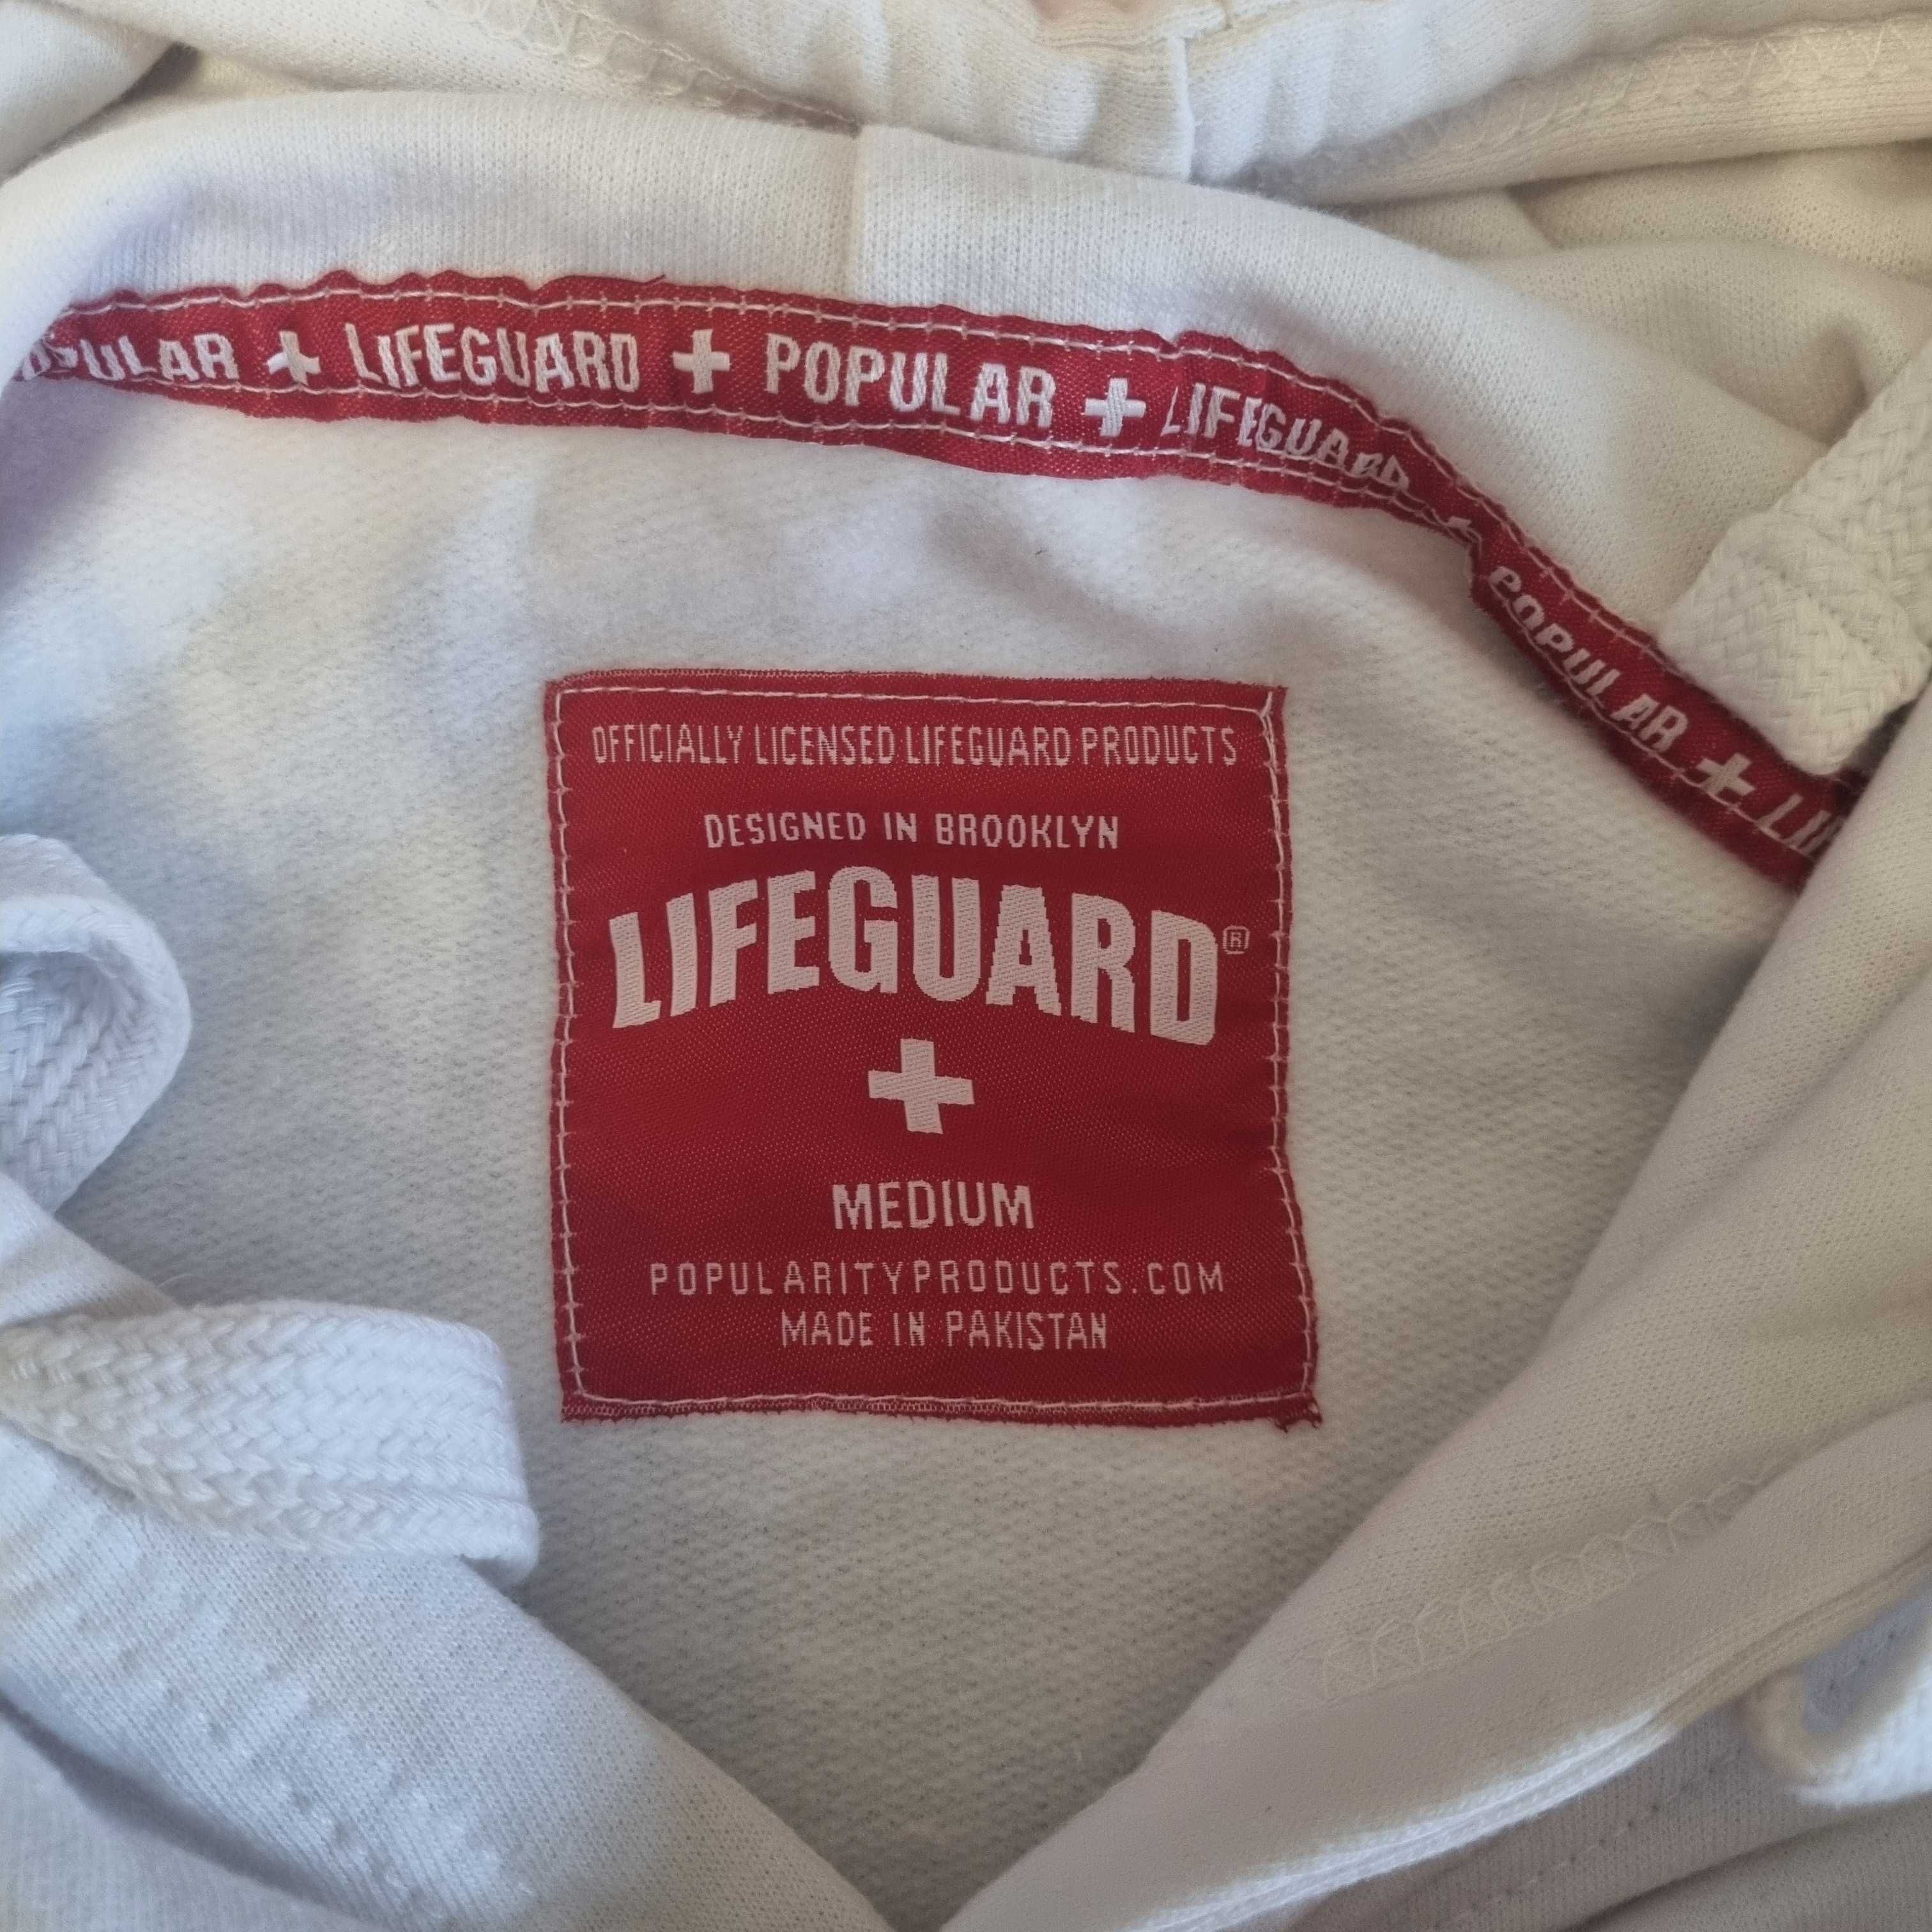 POPULAR + LIFEGUARD + POPULAR + LIFEGUARD + POPULAR +
OFFICIALLY LICENSED LIFEGUARD PRODUCTS
DESIGNED IN BROOKLYN
LIFEGUARD®
+
MEDIUM
POPULARITYPRODUCTS.COM
MADE IN PAKISTAN